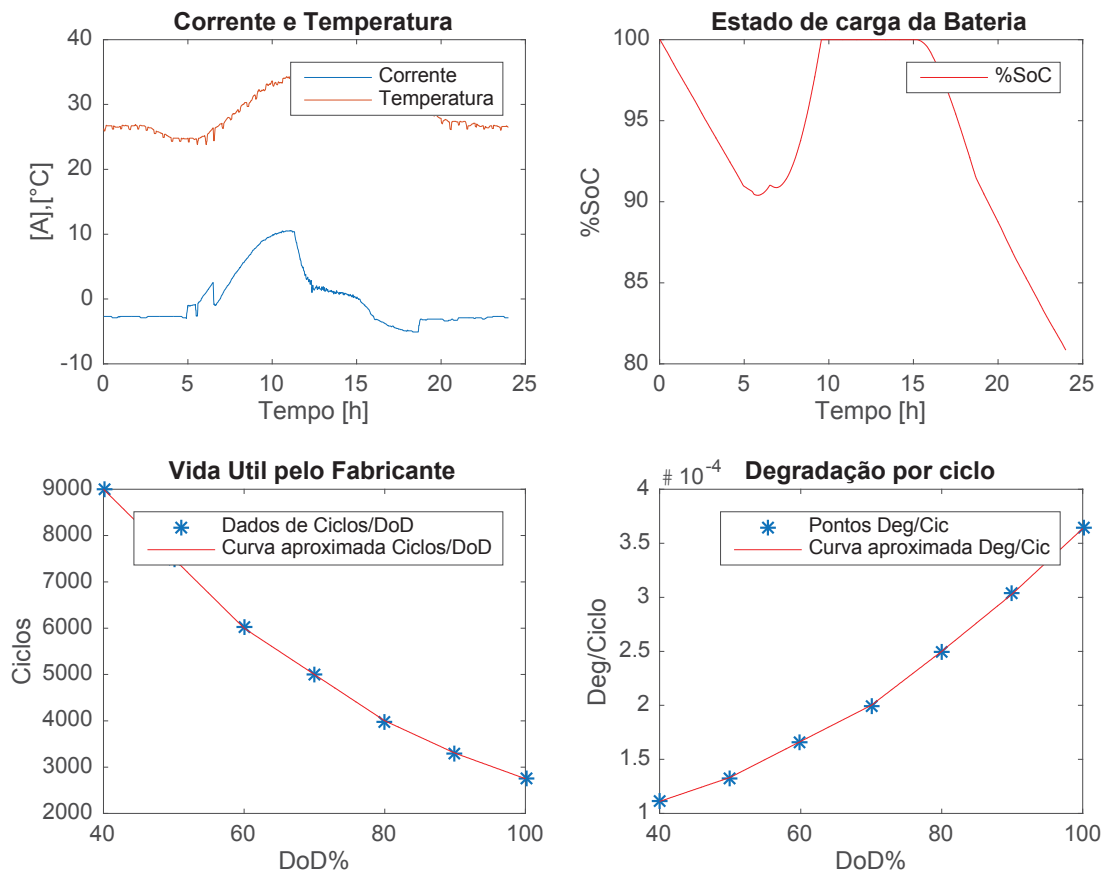 Corrente e Temperatura
40
30
20
10
0
-10
[A],[°C]
Corrente
Temperatura
0 5 10 15 20 25
Tempo [h]
Estado de carga da Bateria
100
95
90
85
80
%SoC
%SoC
0 5 10 15 20 25
Tempo [h]
Vida Util pelo Fabricante
9000
8000
7000
6000
5000
4000
3000
2000
Ciclos
Dados de Ciclos/DoD
Curva aproximada Ciclos/DoD
40 60 80 100
DoD%
# 10-4
Degradação por ciclo
4
3.5
3
2.5
2
1.5
1
Deg/Ciclo
Pontos Deg/Cic
Curva aproximada Deg/Cic
40 60 80 100
DoD%